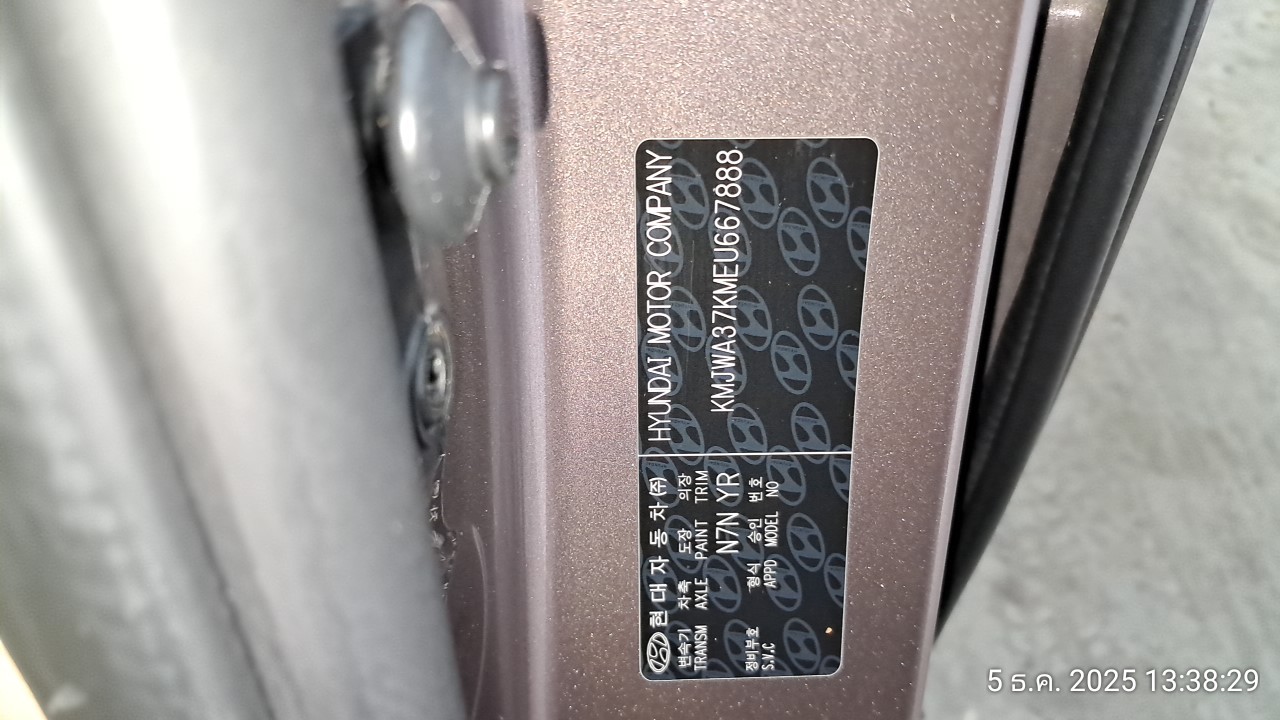 현대자동차(주)
변속기 차축 도장 의장
TRANSM AXLE PAINT TRIM
N7N YR
정비부호 형식 승인 번호
S.V.C APPD MODEL NO
HYUNDAI MOTOR COMPANY
KMJWA37KMEU667888
5 ธ.ค. 2025 13:38:29